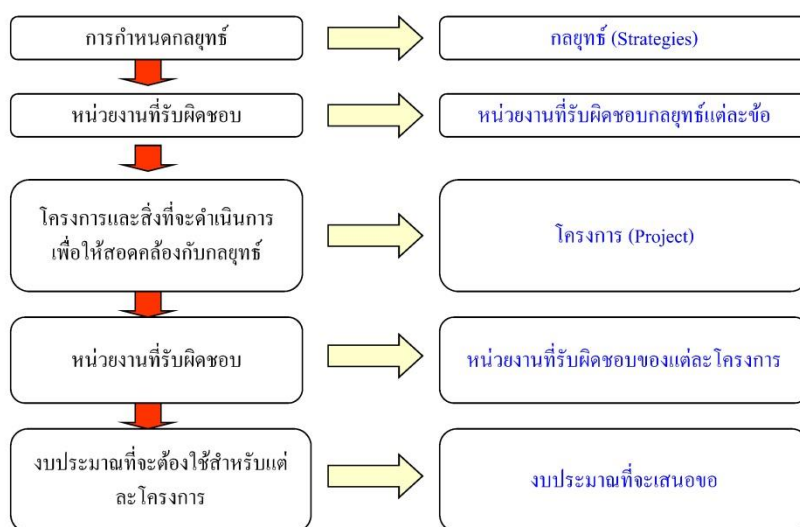 การกำหนดกลยุทธ์
กลยุทธ์ (Strategies)
หน่วยงานที่รับผิดชอบ
หน่วยงานที่รับผิดชอบกลยุทธ์แต่ละข้อ
โครงการและสิ่งที่จะดำเนินการ
เพื่อให้สอดคล้องกับกลยุทธ์
โครงการ (Project)
หน่วยงานที่รับผิดชอบ
หน่วยงานที่รับผิดชอบของแต่ละโครงการ
งบประมาณที่จะต้องใช้สำหรับแต่
ละโครงการ
งบประมาณที่จะเสนอขอ